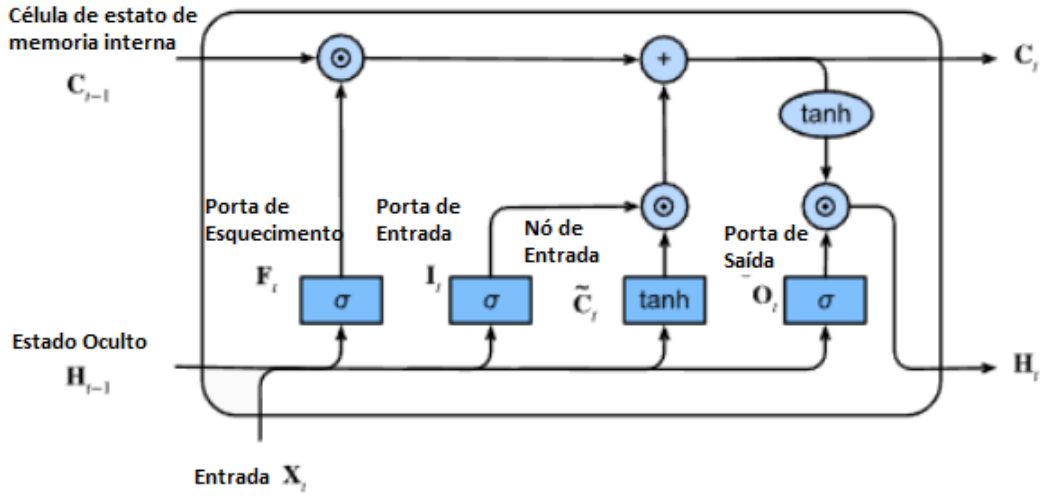 Célula de estato de
memoria interna
C_{t-1}
⊙
+
C_t
tanh
Porta de
Esquecimento
F_t
σ
Porta de
Entrada
I_t
σ
Nó de
Entrada
C̃_t
tanh
⊙
Porta de
Saída
O_t
σ
⊙
Estado Oculto
H_{t-1}
H_t
Entrada X_t